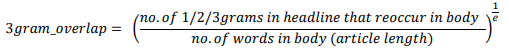 3gram_overlap = (no. of 1/2/3grams in headline that reoccur in body / no. of words in body (article length))^(1/e)